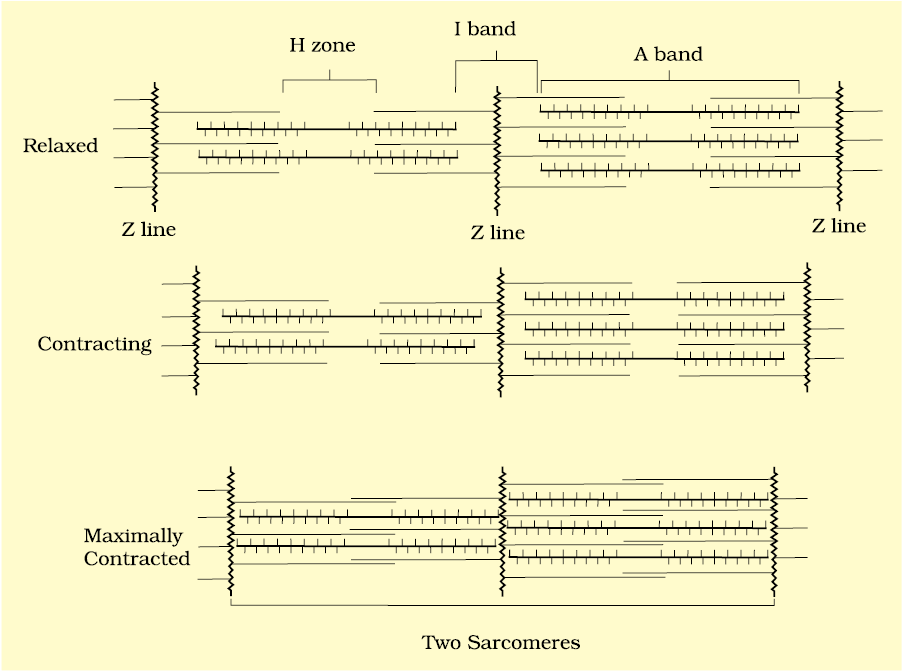 I band
H zone
A band
Relaxed
Z line
Z line
Z line
Contracting
Maximally
Contracted
Two Sarcomeres